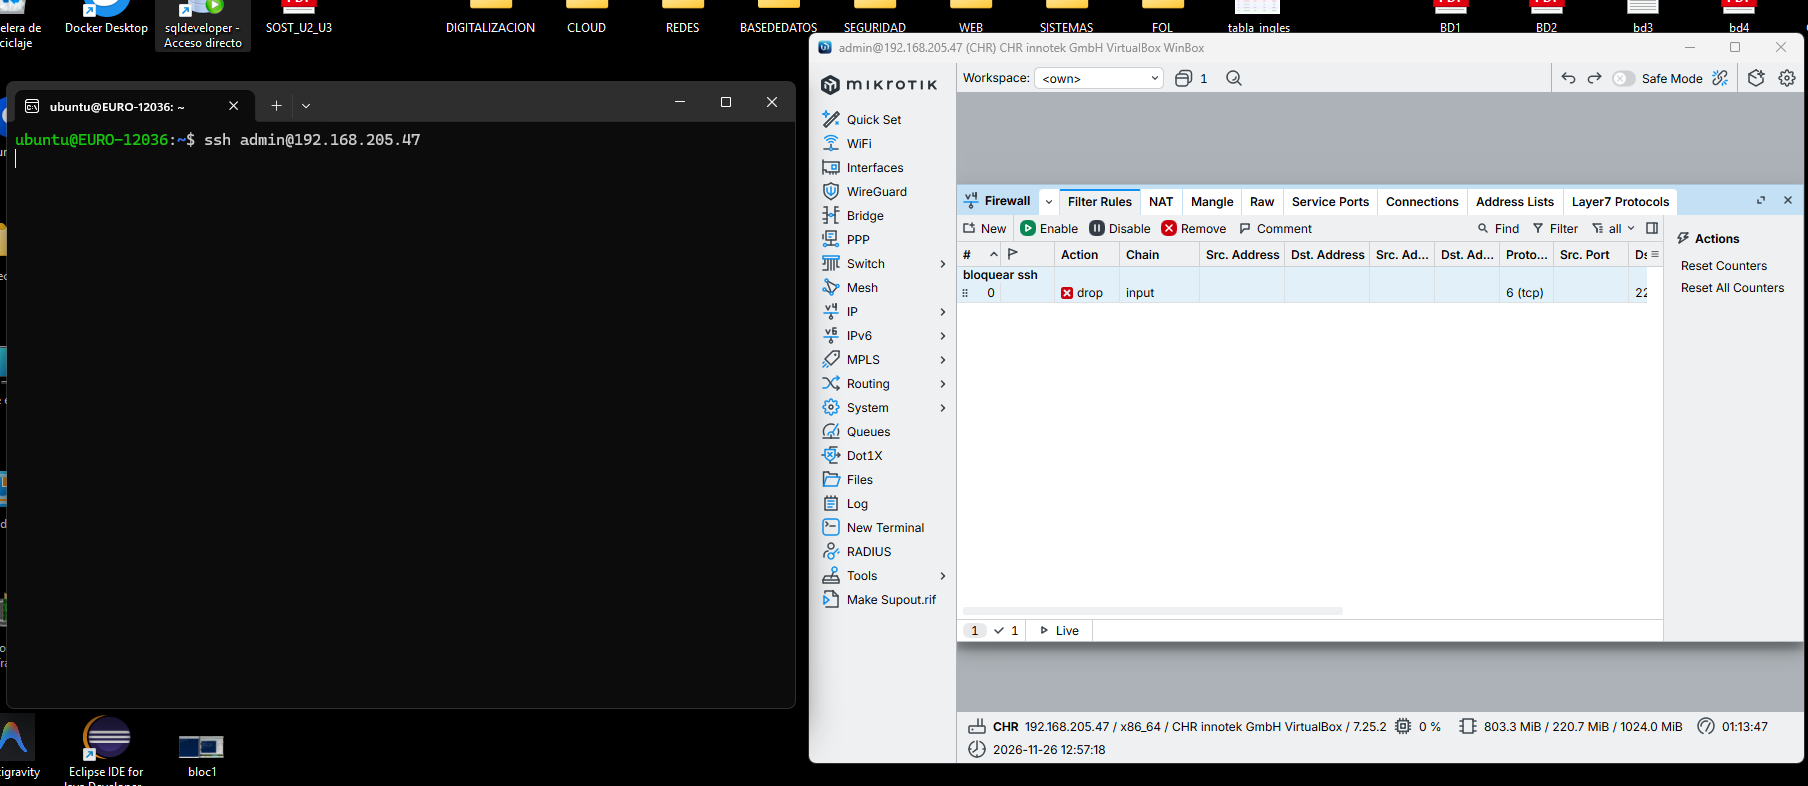 elera de
ciclaje
Docker Desktop
sqldeveloper -
Acceso directo
SOST_U2_U3
DIGITALIZACION
CLOUD
REDES
BASEDEDATOS
SEGURIDAD
WEB
SISTEMAS
FOL
tabla_ingles
BD1
BD2
bd3
bd4
ubuntu@EURO-12036: ~
ubuntu@EURO-12036:~$ ssh admin@192.168.205.47
admin@192.168.205.47 (CHR) CHR innotek GmbH VirtualBox WinBox
mikrotik
Workspace: <own> 1 Safe Mode
Quick Set
WiFi
Interfaces
WireGuard
Bridge
PPP
Switch
Mesh
IP
IPv6
MPLS
Routing
System
Queues
Dot1X
Files
Log
New Terminal
RADIUS
Tools
Make Supout.rif
Firewall Filter Rules NAT Mangle Raw Service Ports Connections Address Lists Layer7 Protocols
New Enable Disable Remove Comment Find Filter all
# Action Chain Src. Address Dst. Address Src. Ad... Dst. Ad... Proto... Src. Port Ds
bloquear ssh
0 drop input 6 (tcp) 22
Actions
Reset Counters
Reset All Counters
1 1 Live
CHR 192.168.205.47 / x86_64 / CHR innotek GmbH VirtualBox / 7.25.2 0 % 803.3 MiB / 220.7 MiB / 1024.0 MiB 01:13:47
2026-11-26 12:57:18
igravity
Eclipse IDE for
Java Developer
bloc1